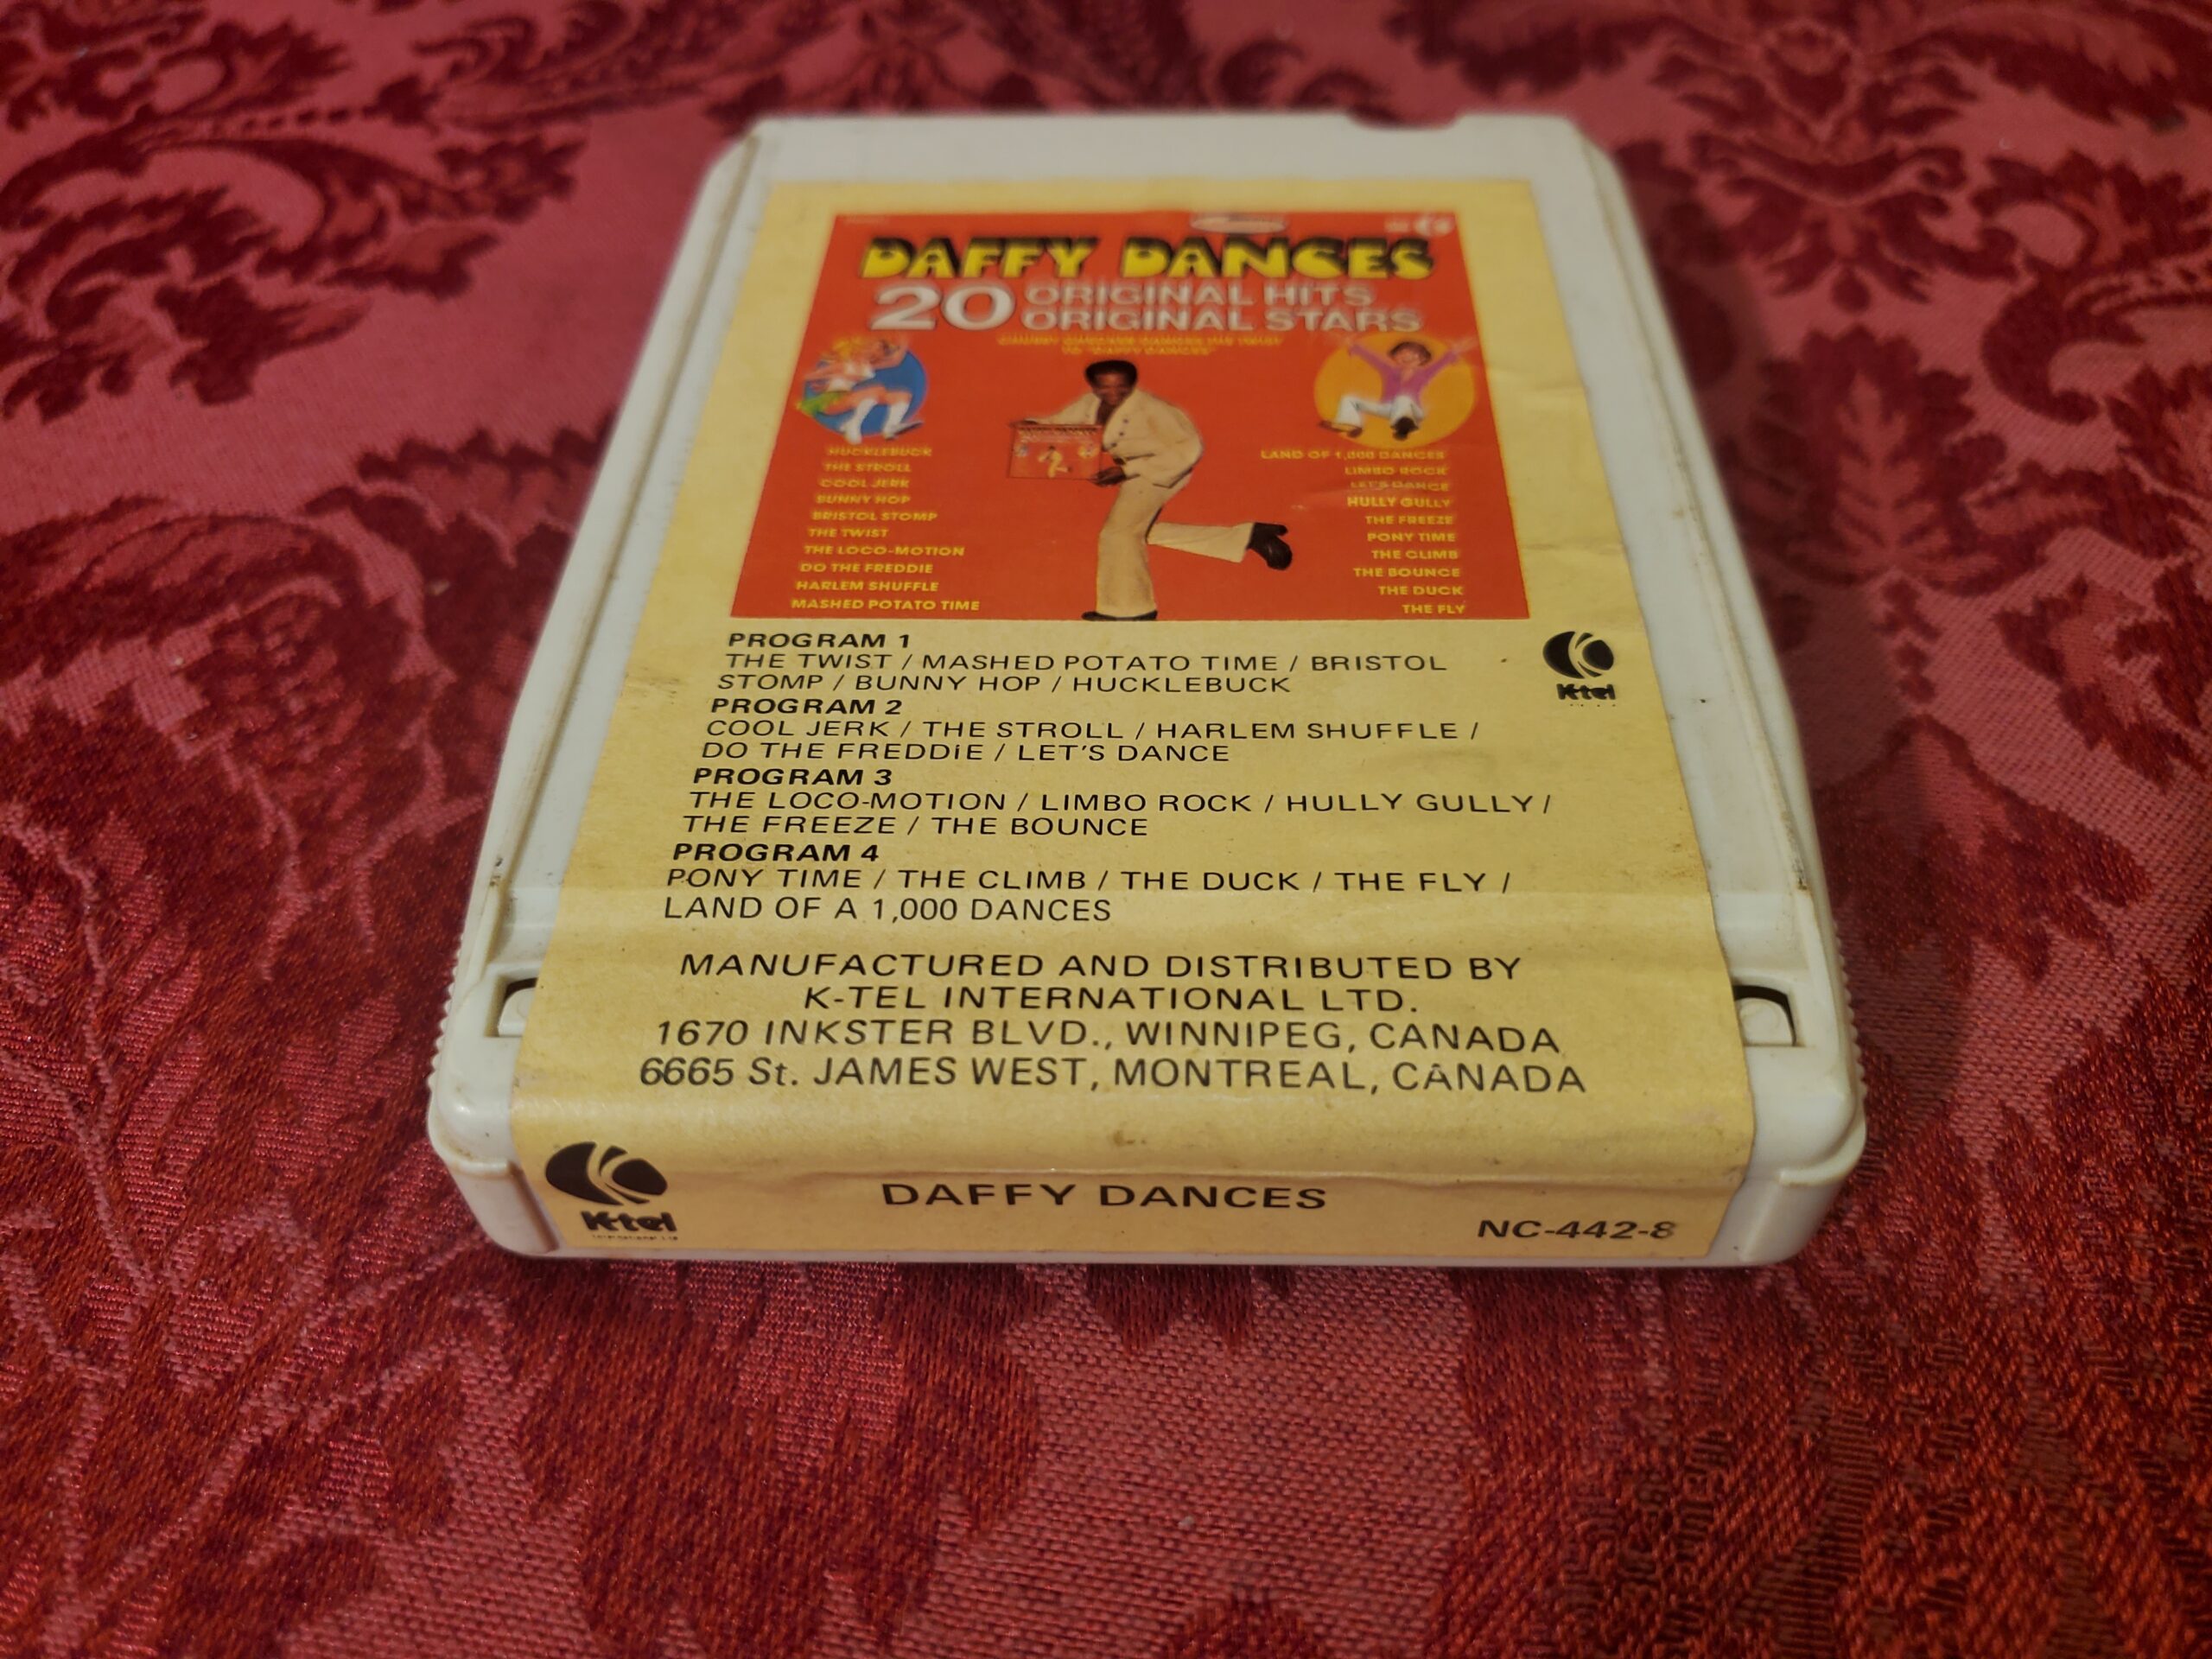 DAFFY DANCES
20 ORIGINAL HITS
ORIGINAL STARS
HUCKLEBUCK
THE STROLL
COOL JERK
BUNNY HOP
BRISTOL STOMP
THE TWIST
THE LOCO-MOTION
DO THE FREDDIE
HARLEM SHUFFLE
MASHED POTATO TIME
LAND OF 1,000 DANCES
LIMBO ROCK
LET'S DANCE
HULLY GULLY
THE FREEZE
PONY TIME
THE CLIMB
THE BOUNCE
THE DUCK
THE FLY
PROGRAM 1
THE TWIST / MASHED POTATO TIME / BRISTOL
STOMP / BUNNY HOP / HUCKLEBUCK
K-tel
PROGRAM 2
COOL JERK / THE STROLL / HARLEM SHUFFLE /
DO THE FREDDiE / LET'S DANCE
PROGRAM 3
THE LOCO-MOTION / LIMBO ROCK / HULLY GULLY /
THE FREEZE / THE BOUNCE
PROGRAM 4
PONY TIME / THE CLIMB / THE DUCK / THE FLY /
LAND OF A 1,000 DANCES
MANUFACTURED AND DISTRIBUTED BY
K-TEL INTERNATIONAL LTD.
1670 INKSTER BLVD., WINNIPEG, CANADA
6665 St. JAMES WEST, MONTREAL, CANADA
K-tel
DAFFY DANCES
NC-442-8